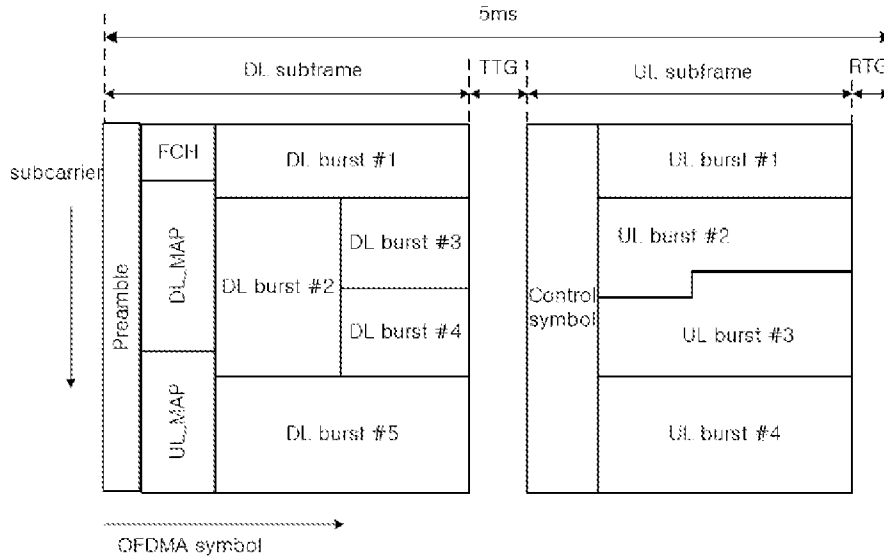 5ms
DL subframe
TTG
UL subframe
RTG
subcarrier
Preamble
FCH
DL_MAP
UL_MAP
DL burst #1
DL burst #2
DL burst #3
DL burst #4
DL burst #5
Control
symbol
UL burst #1
UL burst #2
UL burst #3
UL burst #4
OFDMA symbol